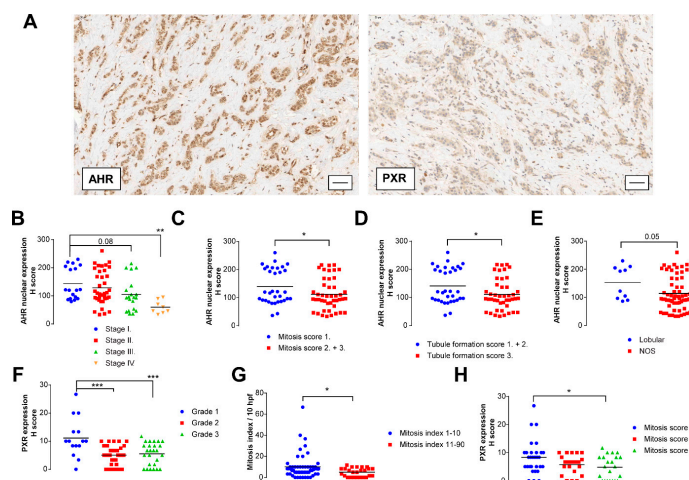 A
AHR
PXR
B
AHR nuclear expression
H score
300
200
100
0
0.08
**
Stage I.
Stage II.
Stage III.
Stage IV
C
AHR nuclear expression
H score
300
200
100
0
*
Mitosis score 1.
Mitosis score 2. + 3.
D
AHR nuclear expression
H score
300
200
100
0
*
Tubule formation score 1. + 2.
Tubule formation score 3.
E
AHR nuclear expression
H score
300
200
100
0
0.05
Lobular
NOS
F
PXR expression
H score
30
20
10
0
***
***
Grade 1
Grade 2
Grade 3
G
Mitosis index / 10 hpf
80
60
40
20
0
*
Mitosis index 1-10
Mitosis index 11-90
H
PXR expression
H score
30
20
10
0
*
Mitosis score
Mitosis score
Mitosis score